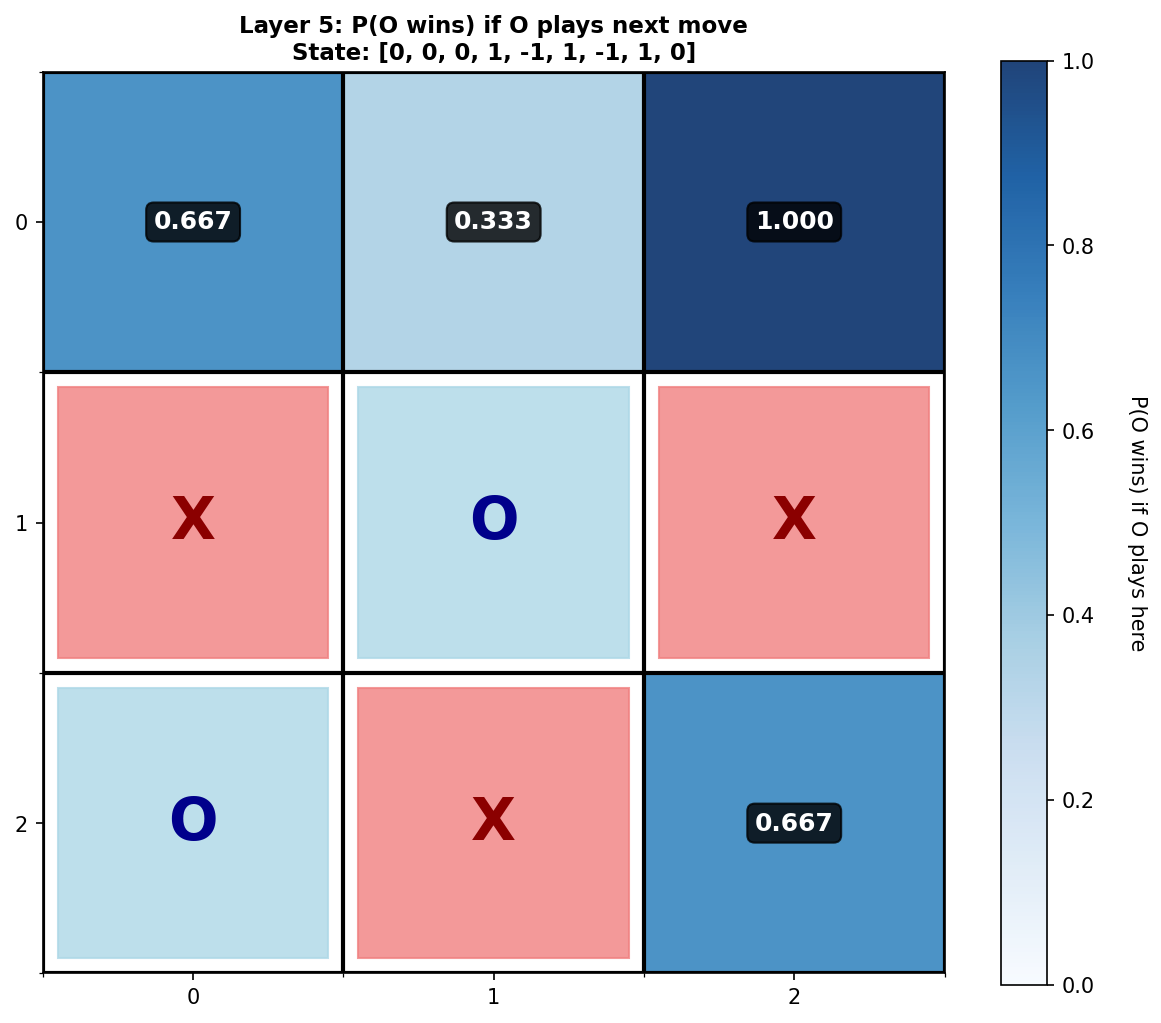 Layer 5: P(O wins) if O plays next move
State: [0, 0, 0, 1, -1, 1, -1, 1, 0]
0
0.667
0.333
1.000
1
X
O
X
2
O
X
0.667
0
1
2
1.0
0.8
0.6
0.4
0.2
0.0
P(O wins) if O plays here